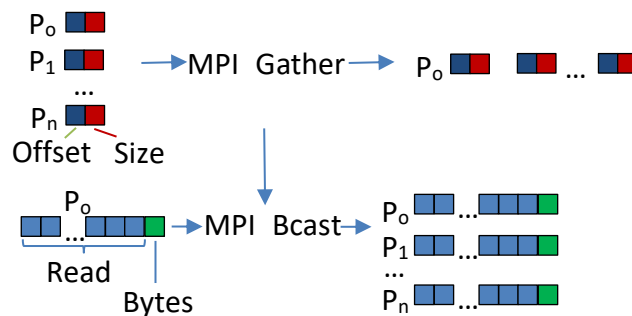 Po
P1 MPI Gather Po ...
...
Pn
Offset Size
Po
... MPI Bcast Po ...
Read P1 ...
Bytes ...
Pn ...